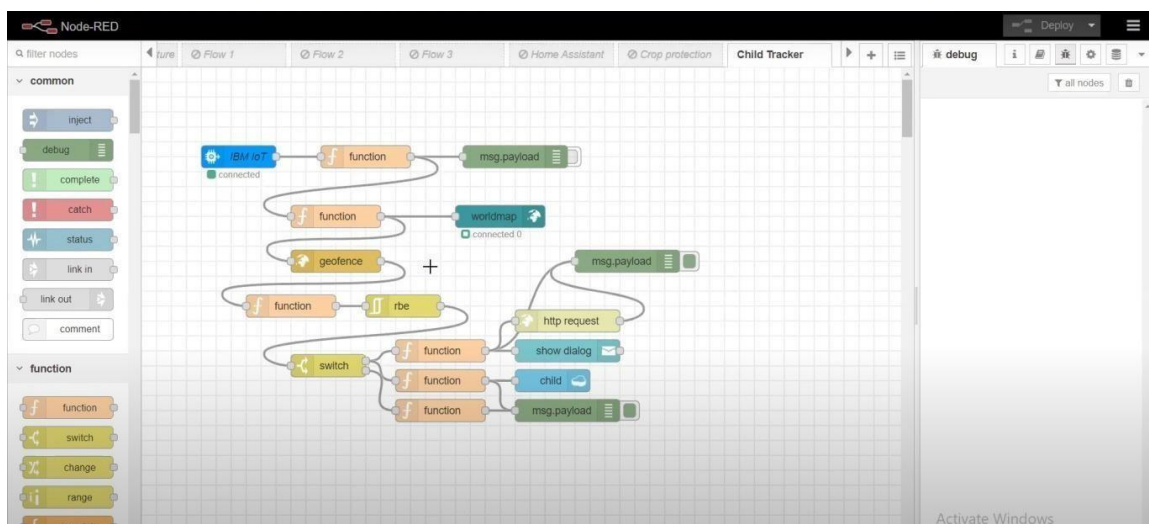 Node-RED
Deploy
filter nodes
ture
Flow 1
Flow 2
Flow 3
Home Assistant
Crop protection
Child Tracker
debug
i
all nodes
common
inject
debug
complete
catch
status
link in
link out
comment
function
function
switch
change
range
IBM IoT
connected
function
msg.payload
function
worldmap
connected 0
geofence
msg.payload
function
rbe
http request
function
show dialog
switch
function
child
function
msg.payload
Activate Windows